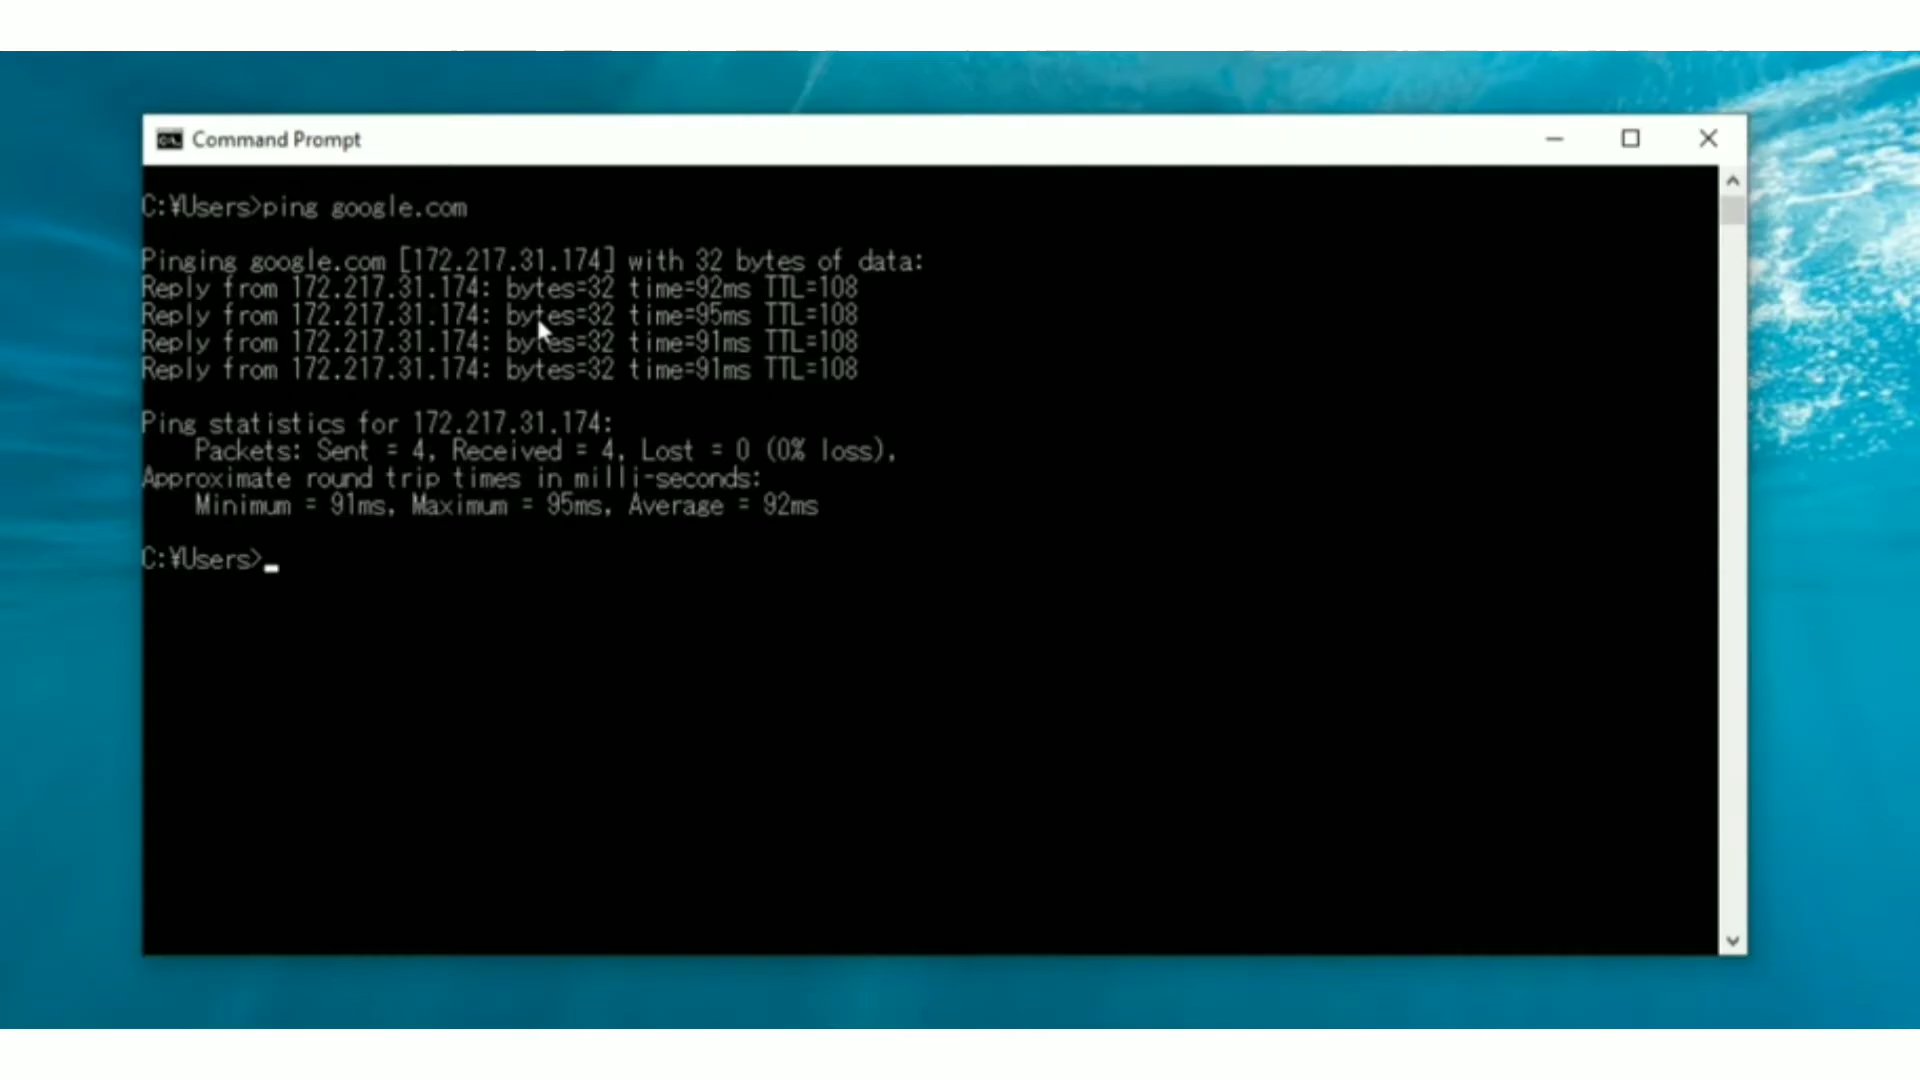 Command Prompt
C:¥Users>ping google.com
Pinging google.com [172.217.31.174] with 32 bytes of data:
Reply from 172.217.31.174: bytes=32 time=92ms TTL=108
Reply from 172.217.31.174: bytes=32 time=95ms TTL=108
Reply from 172.217.31.174: bytes=32 time=91ms TTL=108
Reply from 172.217.31.174: bytes=32 time=91ms TTL=108
Ping statistics for 172.217.31.174:
    Packets: Sent = 4, Received = 4, Lost = 0 (0% loss),
Approximate round trip times in milli-seconds:
    Minimum = 91ms, Maximum = 95ms, Average = 92ms
C:¥Users>